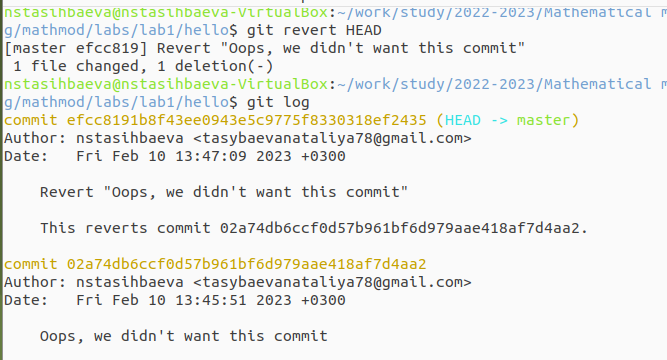 nstasihbaeva@nstasihbaeva-VirtualBox:~/work/study/2022-2023/Mathematical m
g/mathmod/labs/lab1/hello$ git revert HEAD
[master efcc819] Revert "Oops, we didn't want this commit"
 1 file changed, 1 deletion(-)
nstasihbaeva@nstasihbaeva-VirtualBox:~/work/study/2022-2023/Mathematical m
g/mathmod/labs/lab1/hello$ git log
commit efcc8191b8f43ee0943e5c9775f8330318ef2435 (HEAD -> master)
Author: nstasihbaeva <tasybaevanataliya78@gmail.com>
Date:   Fri Feb 10 13:47:09 2023 +0300

    Revert "Oops, we didn't want this commit"

    This reverts commit 02a74db6ccf0d57b961bf6d979aae418af7d4aa2.

commit 02a74db6ccf0d57b961bf6d979aae418af7d4aa2
Author: nstasihbaeva <tasybaevanataliya78@gmail.com>
Date:   Fri Feb 10 13:45:51 2023 +0300

    Oops, we didn't want this commit